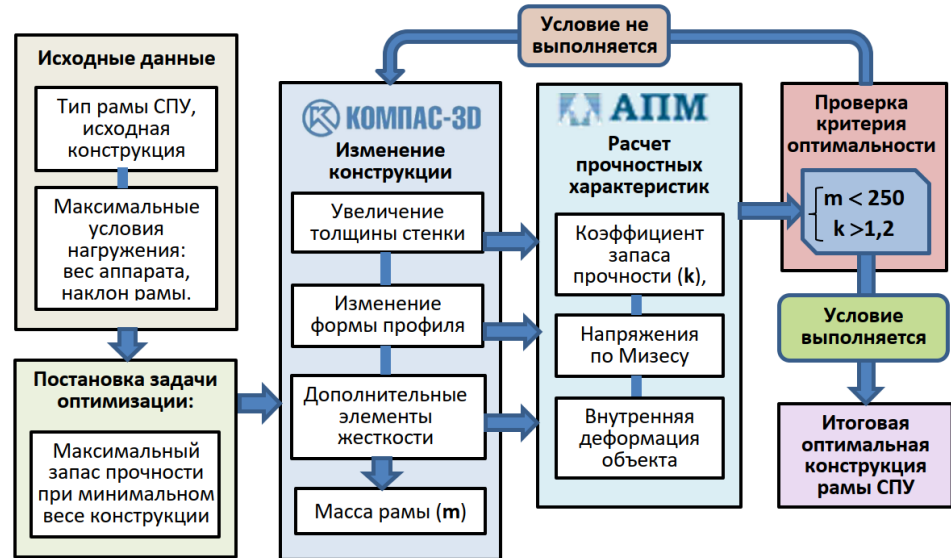 Исходные данные
Тип рамы СПУ,
исходная
конструкция
Максимальные
условия
нагружения:
вес аппарата,
наклон рамы.
Постановка задачи
оптимизации:
Максимальный
запас прочности
при минимальном
весе конструкции
КОМПАС-3D
Изменение
конструкции
Увеличение
толщины стенки
Изменение
формы профиля
Дополнительные
элементы
жесткости
Масса рамы (m)
АПМ
Расчет
прочностных
характеристик
Коэффициент
запаса
прочности (k),
Напряжения
по Мизесу
Внутренняя
деформация
объекта
Условие не
выполняется
Проверка
критерия
оптимальности
m < 250
k >1,2
Условие
выполняется
Итоговая
оптимальная
конструкция
рамы СПУ